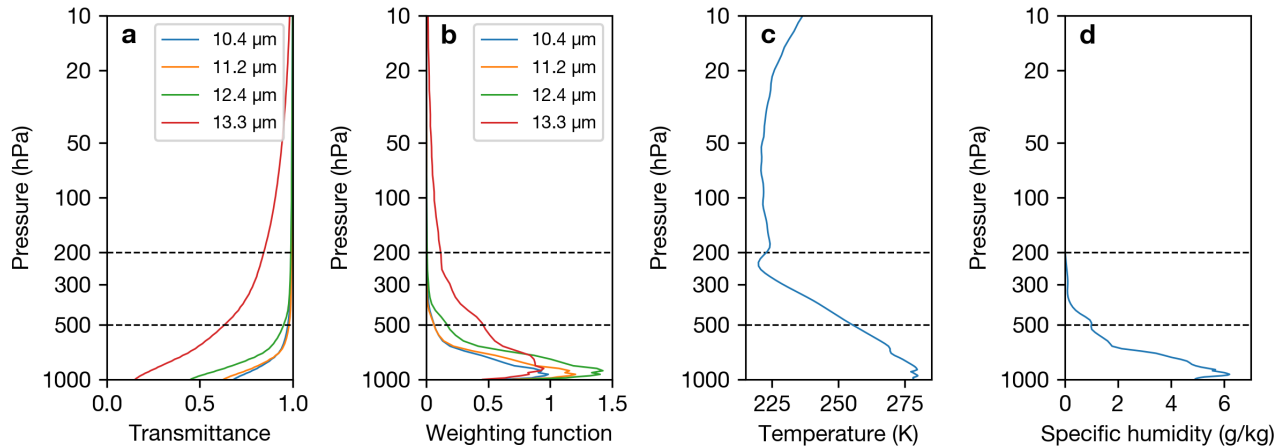 a
10
20
50
100
200
300
500
1000
Pressure (hPa)
0.0
0.5
1.0
Transmittance
10.4 µm
11.2 µm
12.4 µm
13.3 µm
b
10
20
50
100
200
300
500
1000
Pressure (hPa)
0
0.5
1.0
1.5
Weighting function
10.4 µm
11.2 µm
12.4 µm
13.3 µm
c
10
20
50
100
200
300
500
1000
Pressure (hPa)
225
250
275
Temperature (K)
d
10
20
50
100
200
300
500
1000
Pressure (hPa)
0
2
4
6
Specific humidity (g/kg)